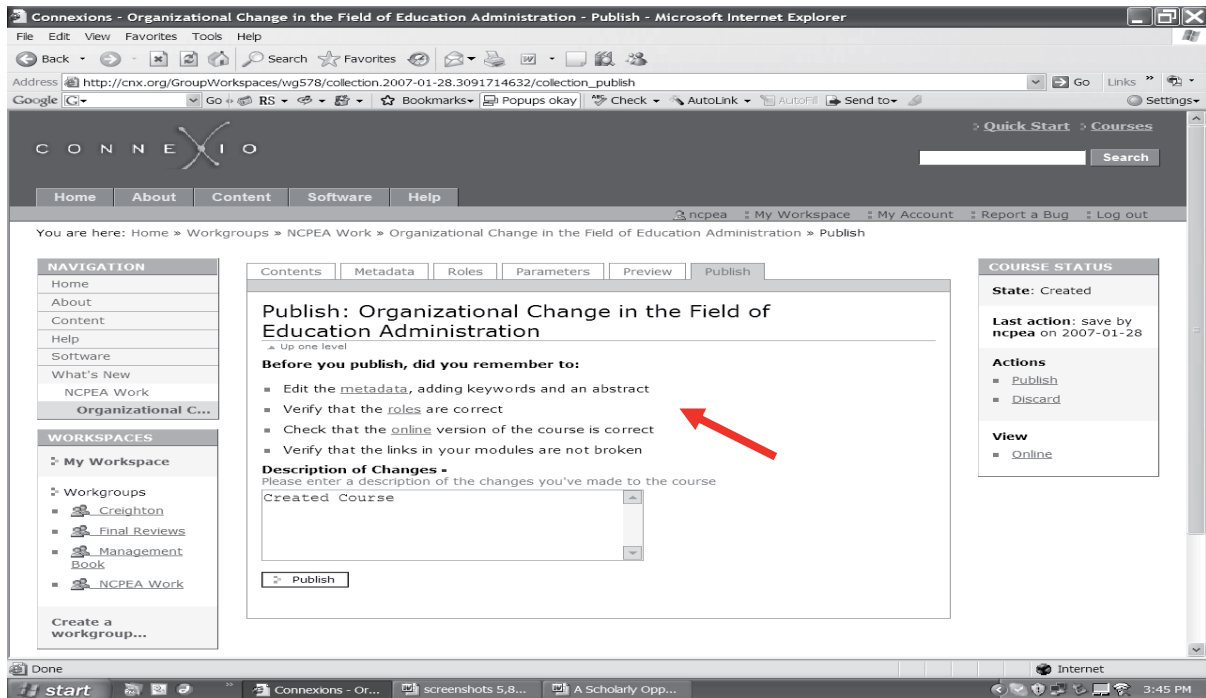 Connexions - Organizational Change in the Field of Education Administration - Publish - Microsoft Internet Explorer
File Edit View Favorites Tools Help
Back Search Favorites
Address http://cnx.org/GroupWorkspaces/wg578/collection.2007-01-28.3091714632/collection_publish Go Links »
Google G Go RS Bookmarks Popups okay Check AutoLink AutoFill Send to Settings
Quick Start Courses
CONNEXIO
Search
Home About Content Software Help
ncpea My Workspace My Account Report a Bug Log out
You are here: Home » Workgroups » NCPEA Work » Organizational Change in the Field of Education Administration » Publish
NAVIGATION
Home
About
Content
Help
Software
What's New
NCPEA Work
Organizational C...
WORKSPACES
My Workspace
Workgroups
Creighton
Final Reviews
Management
Book
NCPEA Work
Create a
workgroup...
Contents Metadata Roles Parameters Preview Publish
Publish: Organizational Change in the Field of
Education Administration
Up one level
Before you publish, did you remember to:
Edit the metadata, adding keywords and an abstract
Verify that the roles are correct
Check that the online version of the course is correct
Verify that the links in your modules are not broken
Description of Changes
Please enter a description of the changes you've made to the course
Created Course
Publish
COURSE STATUS
State: Created
Last action: save by
ncpea on 2007-01-28
Actions
Publish
Discard
View
Online
Done Internet
start » Connexions - Or... screenshots 5,8... A Scholarly Opp... 3:45 PM